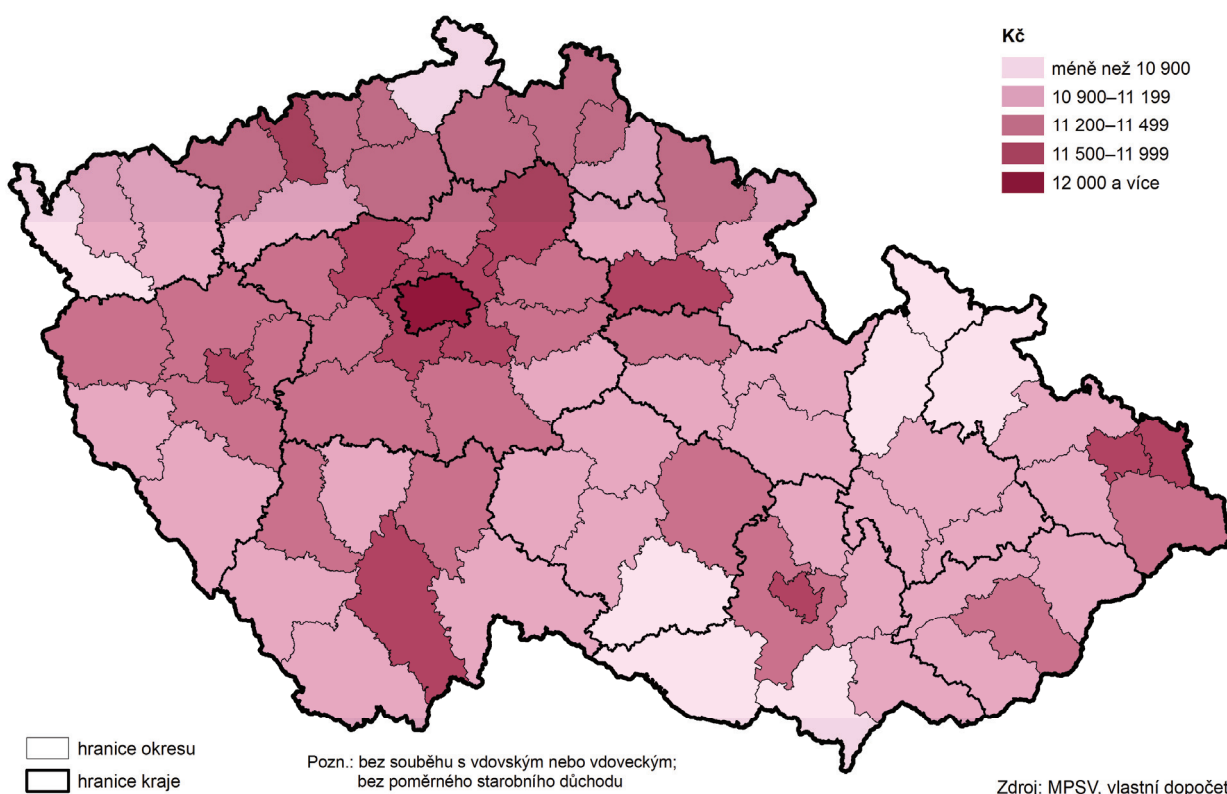 Kč
méně než 10 900
10 900–11 199
11 200–11 499
11 500–11 999
12 000 a více
hranice okresu
hranice kraje
Pozn.: bez souběhu s vdovským nebo vdoveckým;
bez poměrného starobního důchodu
Zdroj: MPSV, vlastní dopočet